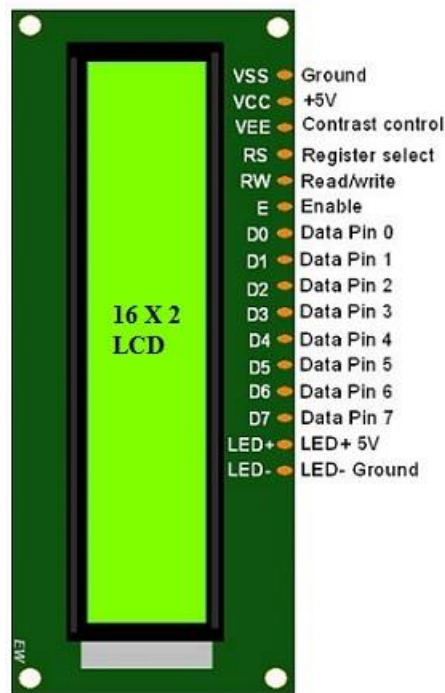 VSS Ground
VCC +5V
VEE Contrast control
RS Register select
RW Read/write
E Enable
D0 Data Pin 0
D1 Data Pin 1
D2 Data Pin 2
D3 Data Pin 3
D4 Data Pin 4
D5 Data Pin 5
D6 Data Pin 6
D7 Data Pin 7
LED+ LED+ 5V
LED- LED- Ground
16 X 2
LCD
EW